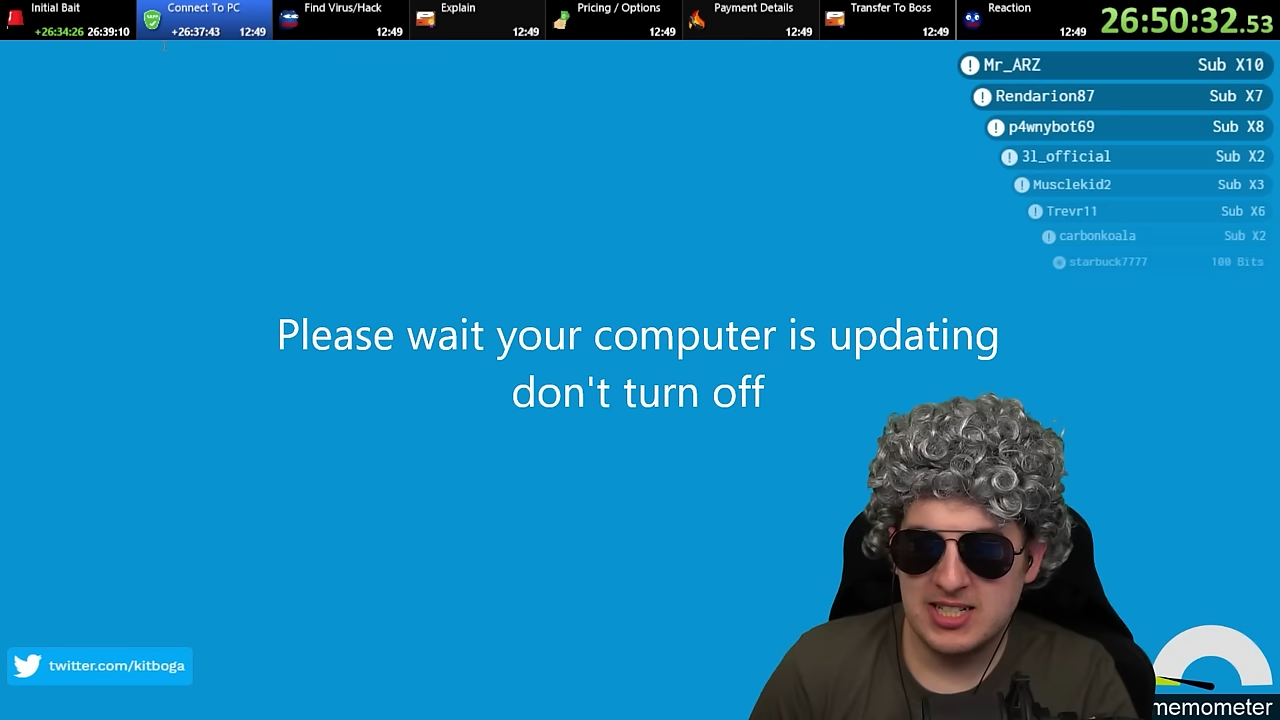 Initial Bait
+26:34:26 26:39:10
Connect To PC
+26:37:43 12:49
Find Virus/Hack
12:49
Explain
12:49
Pricing / Options
12:49
Payment Details
12:49
Transfer To Boss
12:49
Reaction
12:49
26:50:32.53
Mr_ARZ Sub X10
Rendarion87 Sub X7
p4wnybot69 Sub X8
3l_official Sub X2
Musclekid2 Sub X3
Trevr11 Sub X6
carbonkoala Sub X2
starbuck7777 100 Bits
Please wait your computer is updating
don't turn off
twitter.com/kitboga
memometer